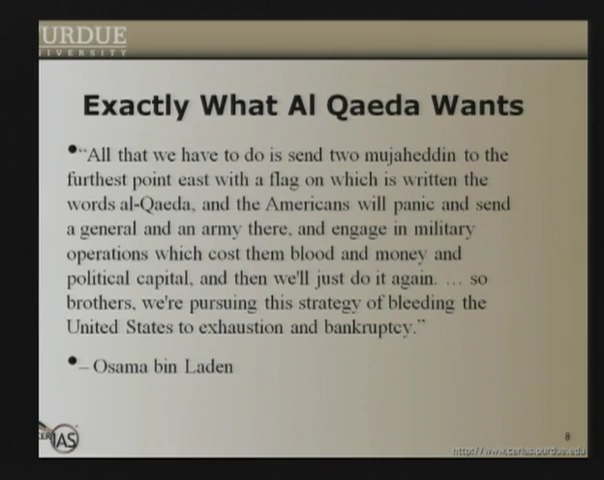 URDUE
IVERSITY
Exactly What Al Qaeda Wants
•“All that we have to do is send two mujaheddin to the
furthest point east with a flag on which is written the
words al-Qaeda, and the Americans will panic and send
a general and an army there, and engage in military
operations which cost them blood and money and
political capital, and then we'll just do it again. … so
brothers, we're pursuing this strategy of bleeding the
United States to exhaustion and bankruptcy.”
•– Osama bin Laden
IAS
8
http://www.cerias.purdue.edu